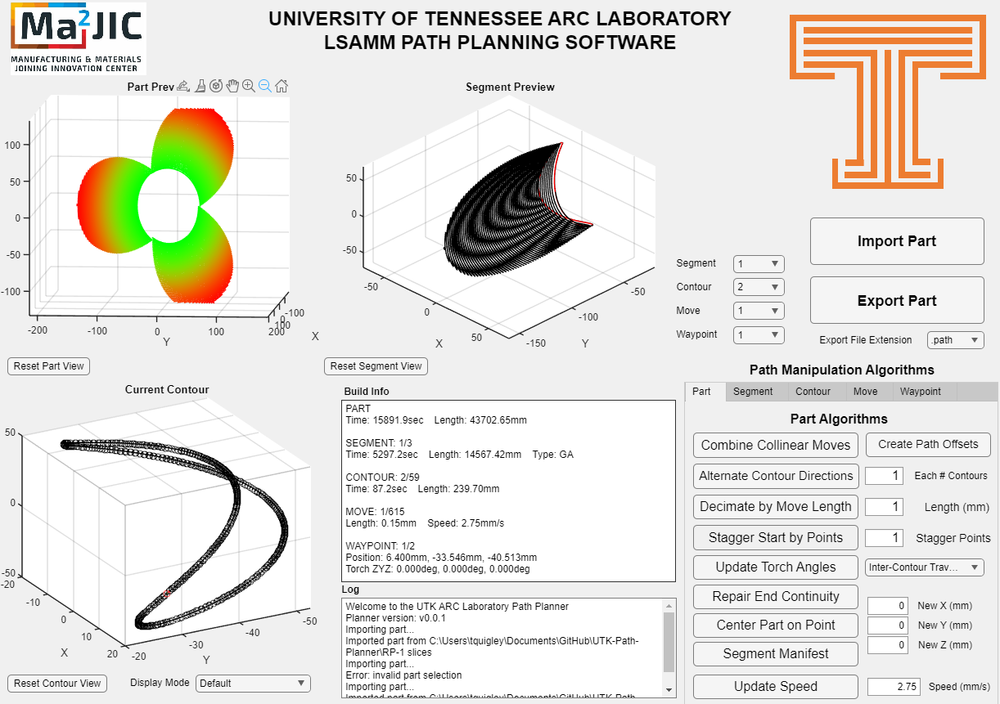 Ma2JIC
MANUFACTURING & MATERIALS
JOINING INNOVATION CENTER
UNIVERSITY OF TENNESSEE ARC LABORATORY
LSAMM PATH PLANNING SOFTWARE
Part Prev
100
50
0
-50
-100
-200
-100
0
100
200
Y
-100
0
100
X
Reset Part View
Segment Preview
50
0
-50
-50
0
50
X
-150
-100
-50
Y
Reset Segment View
Segment 1
Contour 2
Move 1
Waypoint 1
Import Part
Export Part
Export File Extension .path
Current Contour
50
0
-50
-20
-10
0
10
20
X
-20
-30
-40
-50
Y
Reset Contour View
Display Mode Default
Build Info
PART
Time: 15891.9sec Length: 43702.65mm
SEGMENT: 1/3
Time: 5297.2sec Length: 14567.42mm Type: GA
CONTOUR: 2/59
Time: 87.2sec Length: 239.70mm
MOVE: 1/615
Length: 0.15mm Speed: 2.75mm/s
WAYPOINT: 1/2
Position: 6.400mm, -33.546mm, -40.513mm
Torch ZYZ: 0.000deg, 0.000deg, 0.000deg
Log
Welcome to the UTK ARC Laboratory Path Planner
Planner version: v0.0.1
Importing part...
Imported part from C:\Users\tquigley\Documents\GitHub\UTK-Path-
Planner\RP-1 slices
Importing part...
Error: invalid part selection
Importing part...
Imported part from C:\Users\tquigley\Documents\GitHub\UTK-Path-
Path Manipulation Algorithms
Part Segment Contour Move Waypoint
Part Algorithms
Combine Collinear Moves Create Path Offsets
Alternate Contour Directions 1 Each # Contours
Decimate by Move Length 1 Length (mm)
Stagger Start by Points 1 Stagger Points
Update Torch Angles Inter-Contour Trav...
Repair End Continuity
0 New X (mm)
Center Part on Point 0 New Y (mm)
Segment Manifest 0 New Z (mm)
Update Speed 2.75 Speed (mm/s)